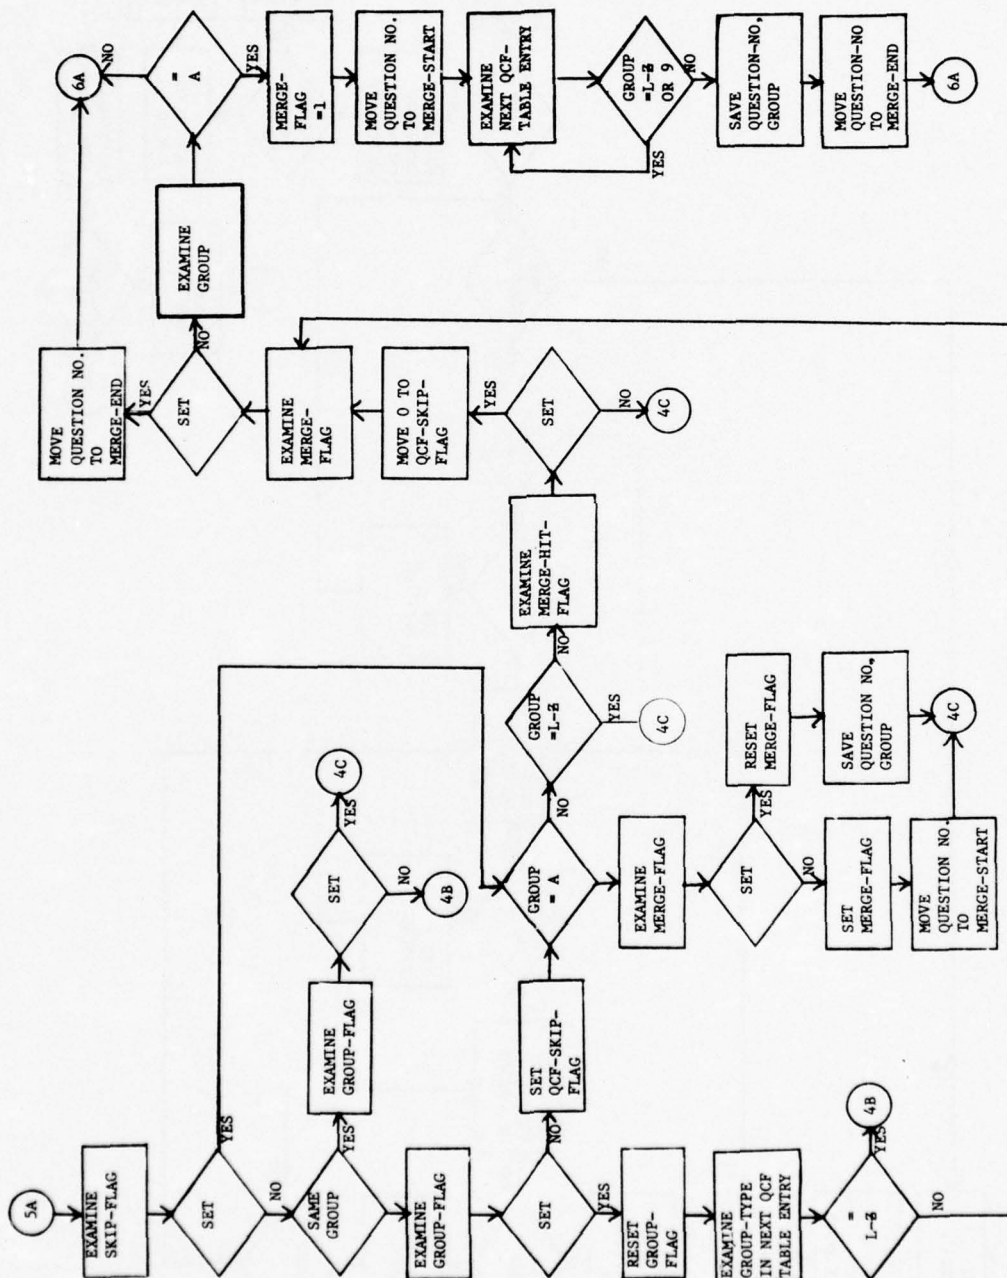 5A
EXAMINE
SKIP-FLAG
SET
YES
NO
SAME
GROUP
YES
EXAMINE
GROUP-FLAG
SET
YES
4C
NO
4B
EXAMINE
GROUP-FLAG
SET
NO
SET
QCF-SKIP-
FLAG
YES
RESET
GROUP-
FLAG
EXAMINE
GROUP-TYPE
IN NEXT QCF
TABLE ENTRY
=
L-Z
YES
4B
NO
GROUP
= A
NO
GROUP
=L-Z
YES
4C
NO
EXAMINE
MERGE-FLAG
SET
YES
RESET
MERGE-FLAG
SAVE
QUESTION NO,
GROUP
4C
NO
SET
MERGE-FLAG
MOVE
QUESTION NO.
TO
MERGE-START
EXAMINE
MERGE-HIT-
FLAG
SET
NO
4C
YES
MOVE 0 TO
QCF-SKIP-
FLAG
EXAMINE
MERGE-
FLAG
SET
YES
MOVE
QUESTION NO.
TO
MERGE-END
NO
EXAMINE
GROUP
=
A
NO
6A
YES
MERGE-
FLAG
=1
MOVE
QUESTION NO.
TO
MERGE-START
EXAMINE
NEXT QCF-
TABLE ENTRY
GROUP
=L-Z
OR 9
YES
NO
SAVE
QUESTION-NO,
GROUP
MOVE
QUESTION-NO
TO
MERGE-END
6A